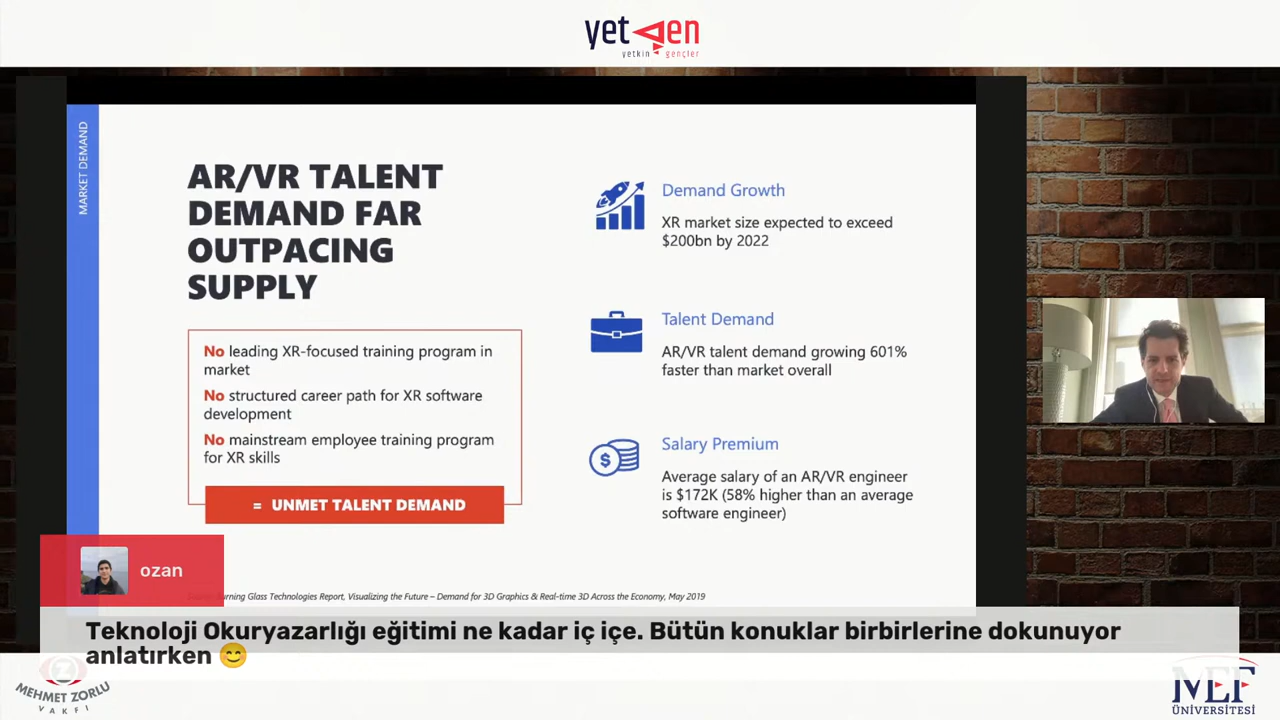 yetgen
yetkin gençler
MARKET DEMAND
AR/VR TALENT
DEMAND FAR
OUTPACING
SUPPLY
No leading XR-focused training program in
market
No structured career path for XR software
development
No mainstream employee training program
for XR skills
= UNMET TALENT DEMAND
Demand Growth
XR market size expected to exceed
$200bn by 2022
Talent Demand
AR/VR talent demand growing 601%
faster than market overall
Salary Premium
Average salary of an AR/VR engineer
is $172K (58% higher than an average
software engineer)
Burning Glass Technologies Report, Visualizing the Future – Demand for 3D Graphics & Real-time 3D Across the Economy, May 2019
ozan
Teknoloji Okuryazarlığı eğitimi ne kadar iç içe. Bütün konuklar birbirlerine dokunuyor
anlatırken 😊
MEHMET ZORLU
VAKFI
MEF
ÜNİVERSİTESİ